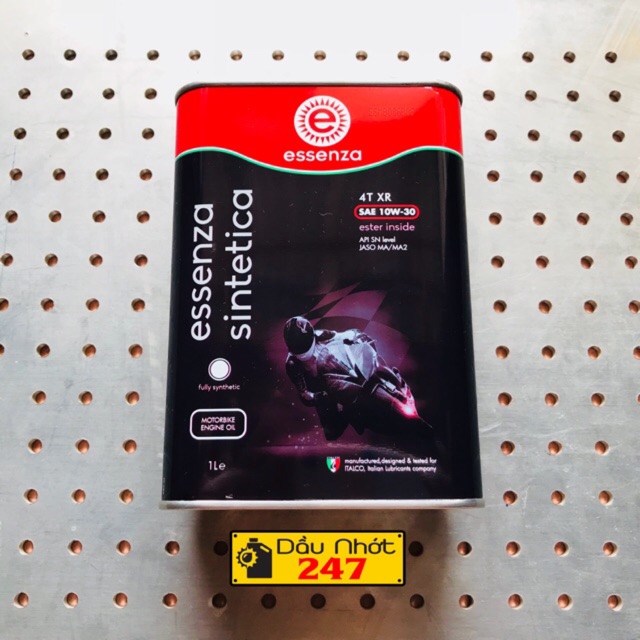 e
essenza
essenza
sintetica
4T XR
SAE 10W-30
ester inside
API SN level
JASO MA/MA2
fully synthetic
MOTORBIKE
ENGINE OIL
1L e
manufactured, designed & tested for
ITALCO, Italian Lubricants company
Dầu Nhớt
247